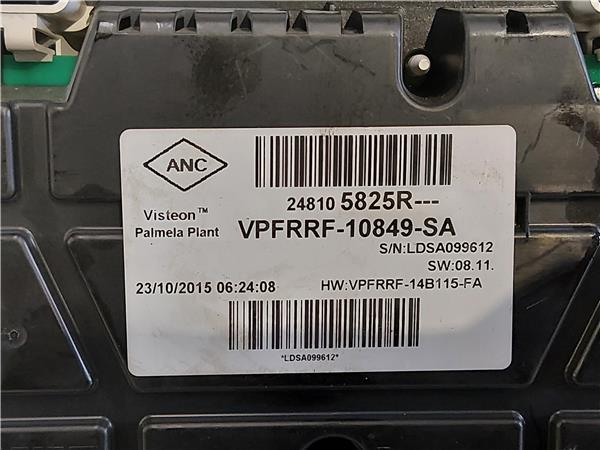 ANC
24810 5825R---
Visteon™
Palmela Plant
VPFRRF-10849-SA
S/N:LDSA099612
SW:08.11.
23/10/2015 06:24:08
HW:VPFRRF-14B115-FA
*LDSA099612*